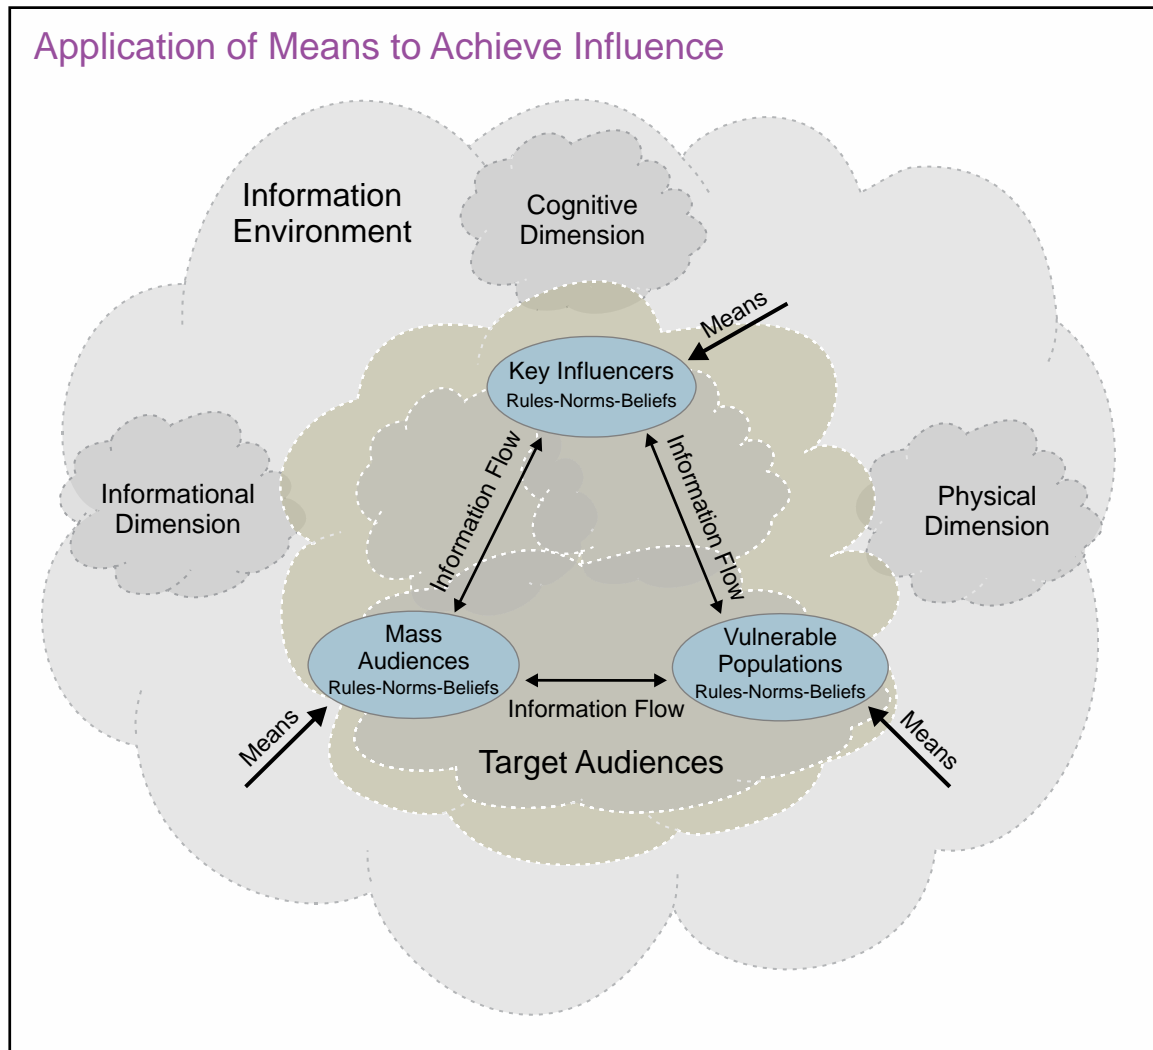 Application of Means to Achieve Influence
Information
Environment
Cognitive
Dimension
Means
Key Influencers
Rules-Norms-Beliefs
Information Flow
Information Flow
Informational
Dimension
Physical
Dimension
Mass
Audiences
Rules-Norms-Beliefs
Vulnerable
Populations
Rules-Norms-Beliefs
Information Flow
Means
Means
Target Audiences